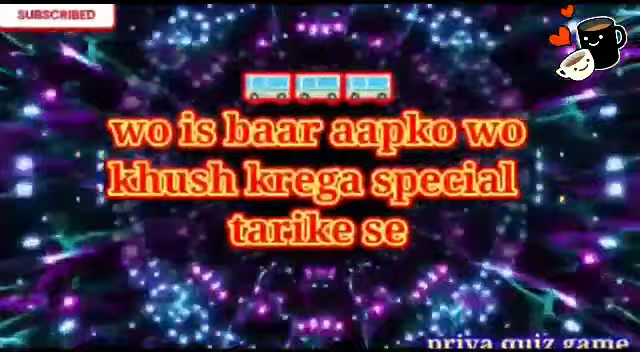 SUBSCRIBED
wo is baar aapko wo
khush krega special
tarike se
priya quiz game